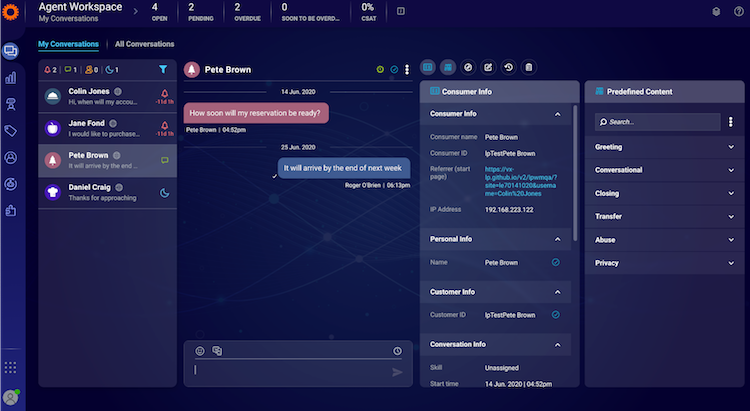 Agent Workspace
My Conversations
4 OPEN
2 PENDING
2 OVERDUE
0 SOON TO BE OVERD...
0% CSAT
My Conversations
All Conversations
2 1 0 1
Colin Jones
Hi, when will my accou...
-11d 1h
Jane Fond
I would like to purchase...
-11d 1h
Pete Brown
It will arrive by the end ...
Daniel Craig
Thanks for approaching
Pete Brown
14 Jun. 2020
How soon will my reservation be ready?
Pete Brown | 04:52pm
25 Jun. 2020
It will arrive by the end of next week
Roger O'Brien | 06:13pm
Consumer Info
Consumer Info
Consumer name Pete Brown
Consumer ID lpTestPete Brown
Referrer (start page)
https://vx-
lp.github.io/v2/lpwmqa/?
site=le70141020&userna
me=Colin%20Jones
IP Address 192.168.223.122
Personal Info
Name Pete Brown
Customer Info
Customer ID lpTestPete Brown
Conversation Info
Skill Unassigned
Start time 14 Jun. 2020 | 04:52pm
Predefined Content
Search...
Greeting
Conversational
Closing
Transfer
Abuse
Privacy